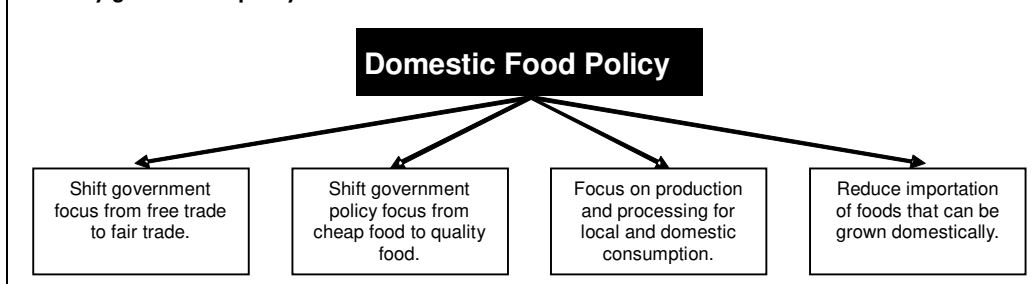 Domestic Food Policy
Shift government
focus from free trade
to fair trade.
Shift government
policy focus from
cheap food to quality
food.
Focus on production
and processing for
local and domestic
consumption.
Reduce importation
of foods that can be
grown domestically.